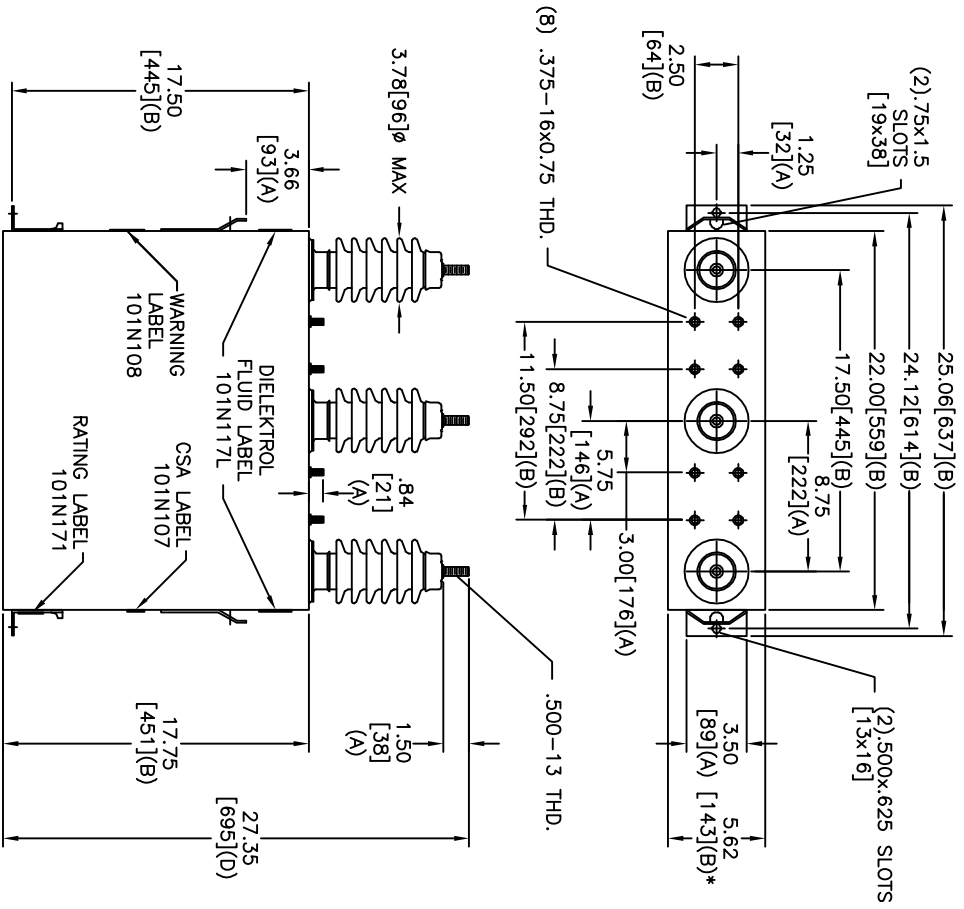 25.06[637](B)
24.12[614](B)
22.00[559](B)
17.50[445](B)
8.75
[222](A)
(2).75x1.5
SLOTS
[19x38]
1.25
[32](A)
2.50
[64](B)
(8) .375-16x0.75 THD.
5.75
[146](A)
8.75[222](B)
11.50[292](B)
3.00[176](A)
(2).500x.625 SLOTS
[13x16]
3.50
[89](A)
5.62
[143](B)*
3.78[96]ø MAX
3.66
[93](A)
17.50
[445](B)
.84
[21]
(A)
.500-13 THD.
1.50
[38]
(A)
DIELEKTROL
FLUID LABEL
101N117L
WARNING
LABEL
101N108
CSA LABEL
101N107
RATING LABEL
101N171
17.75
[451](B)
27.35
[695](D)